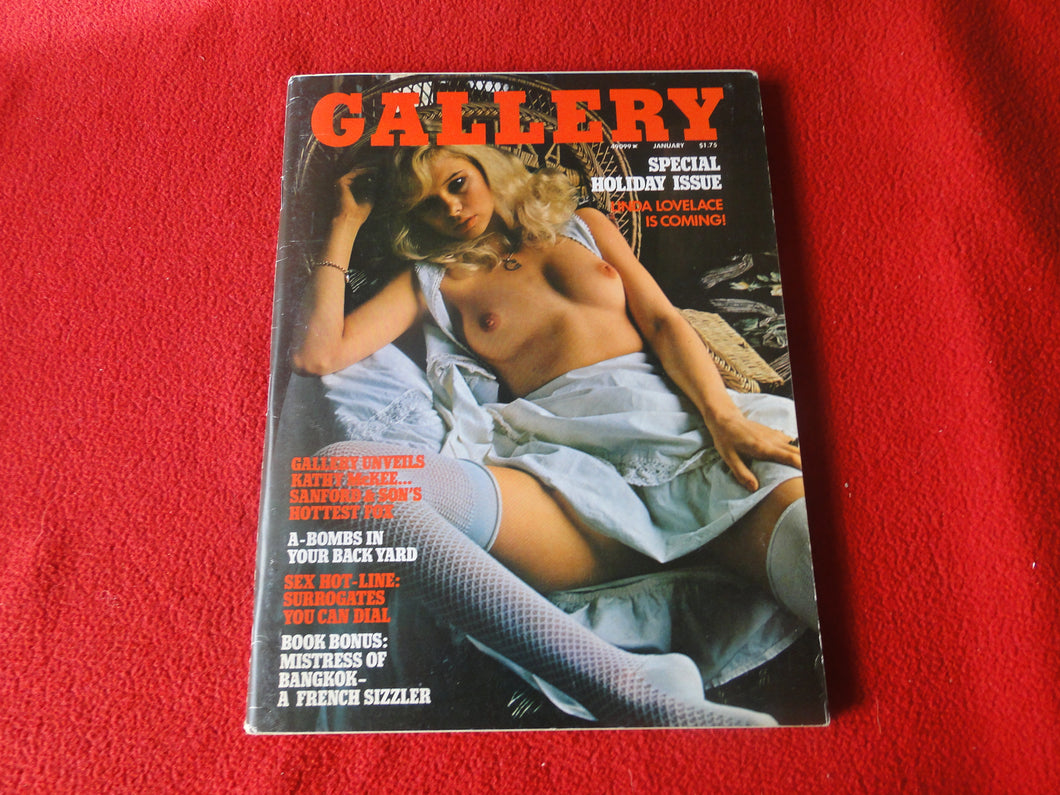 GALLERY
49099 JANUARY $1.75
SPECIAL
HOLIDAY ISSUE
LINDA LOVELACE
IS COMING!
GALLERY UNVEILS
KATHY McKEE...
SANFORD & SON'S
HOTTEST FOX
A-BOMBS IN
YOUR BACK YARD
SEX HOT-LINE:
SURROGATES
YOU CAN DIAL
BOOK BONUS:
MISTRESS OF
BANGKOK–
A FRENCH SIZZLER